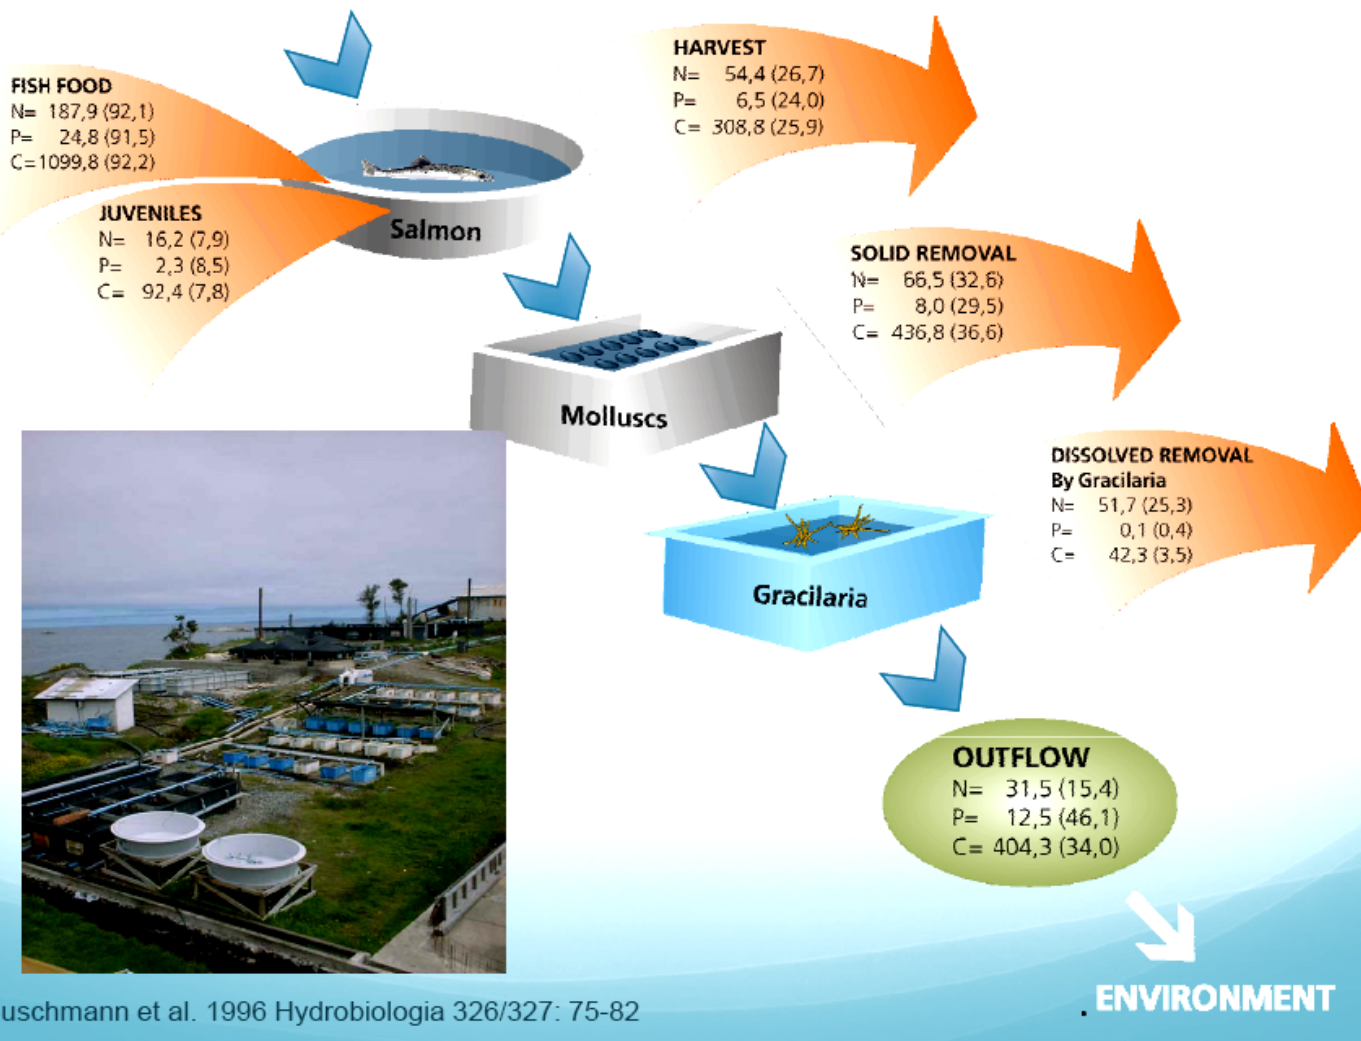 FISH FOOD
N= 187,9 (92,1)
P= 24,8 (91,5)
C=1099,8 (92,2)
JUVENILES
N= 16,2 (7,9)
P= 2,3 (8,5)
C= 92,4 (7,8)
Salmon
HARVEST
N= 54,4 (26,7)
P= 6,5 (24,0)
C= 308,8 (25,9)
SOLID REMOVAL
N= 66,5 (32,6)
P= 8,0 (29,5)
C= 436,8 (36,6)
Molluscs
DISSOLVED REMOVAL
By Gracilaria
N= 51,7 (25,3)
P= 0,1 (0,4)
C= 42,3 (3,5)
Gracilaria
OUTFLOW
N= 31,5 (15,4)
P= 12,5 (46,1)
C= 404,3 (34,0)
. ENVIRONMENT
uschmann et al. 1996 Hydrobiologia 326/327: 75-82